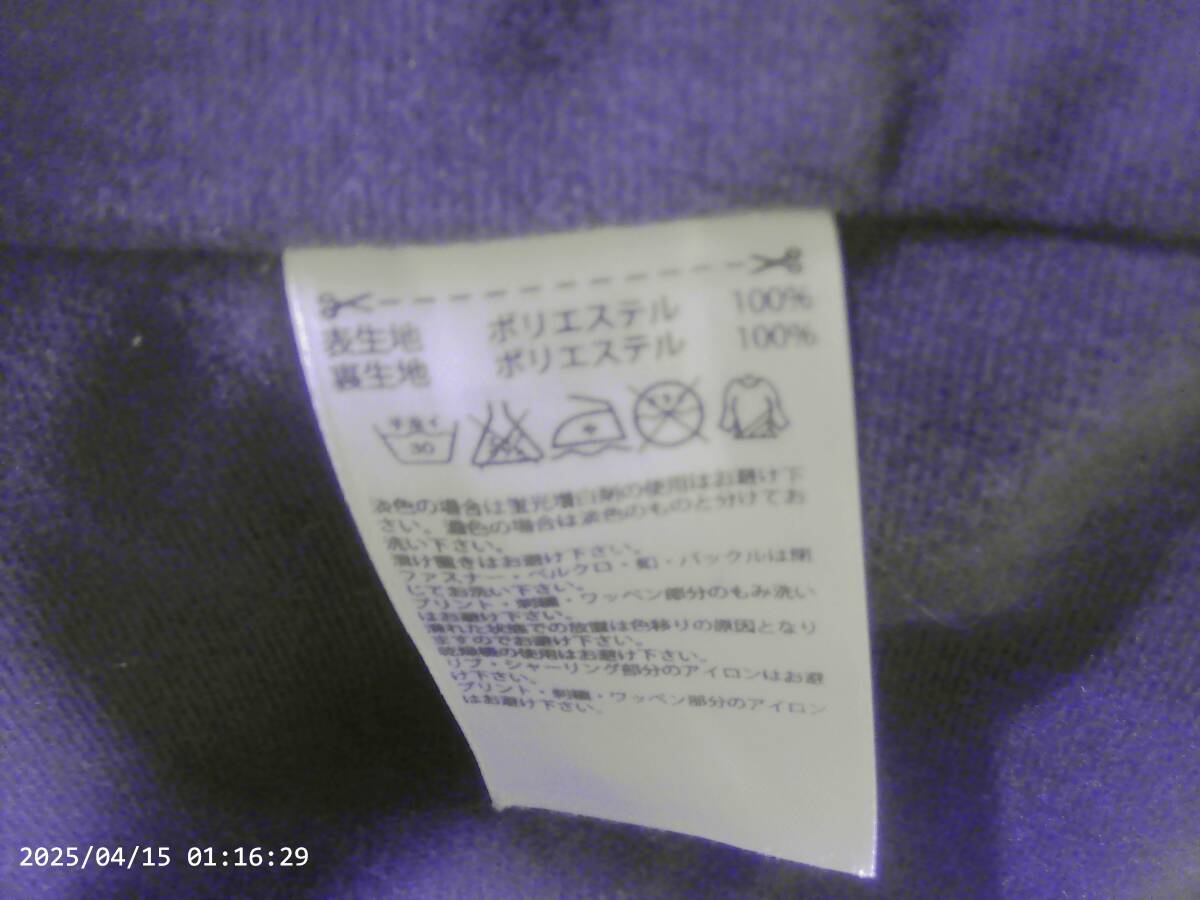 表生地 ポリエステル 100%
裏生地 ポリエステル 100%
手洗イ
30
淡色の場合は蛍光増白剤の使用はお避け下
さい。濃色の場合は淡色のものと分けてお
洗い下さい。
漬け置きはお避け下さい。
ファスナー・ベルクロ・釦・バックルは閉
じてお洗い下さい。
プリント・刺繍・ワッペン部分のもみ洗い
はお避け下さい。
濡れた状態での放置は色移りの原因となり
ますのでお避け下さい。
乾燥機の使用はお避け下さい。
リブ・シャーリング部分のアイロンはお避
け下さい。
プリント・刺繍・ワッペン部分のアイロン
はお避け下さい。
2025/04/15 01:16:29